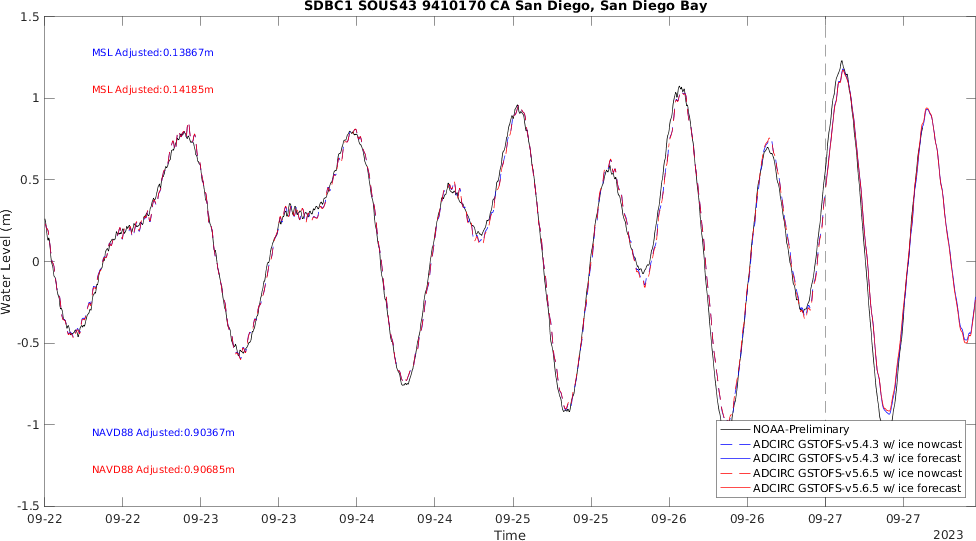 SDBC1 SOUS43 9410170 CA San Diego, San Diego Bay
1.5
MSL Adjusted:0.13867m
MSL Adjusted:0.14185m
1
0.5
Water Level (m)
0
-0.5
-1
NAVD88 Adjusted:0.90367m
NAVD88 Adjusted:0.90685m
NOAA-Preliminary
ADCIRC GSTOFS-v5.4.3 w/ ice nowcast
ADCIRC GSTOFS-v5.4.3 w/ ice forecast
ADCIRC GSTOFS-v5.6.5 w/ ice nowcast
ADCIRC GSTOFS-v5.6.5 w/ ice forecast
-1.5
09-22 09-22 09-23 09-23 09-24 09-24 09-25 09-25 09-26 09-26 09-27 09-27
Time 2023